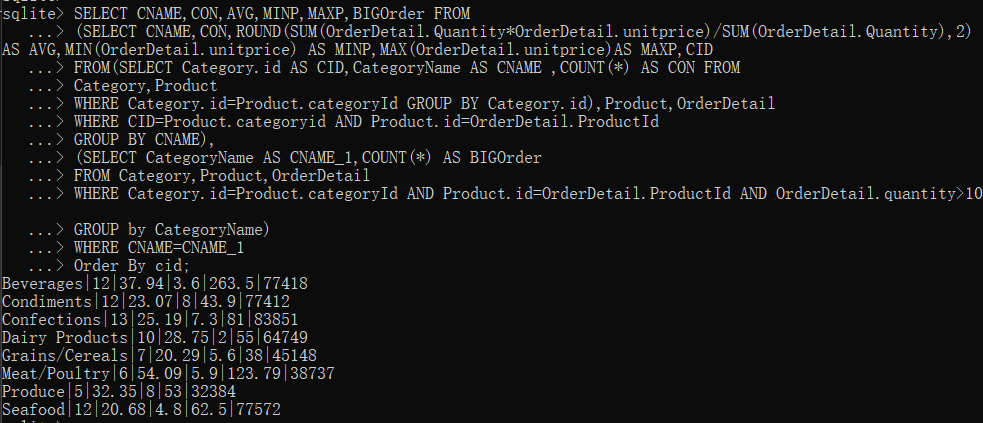 sqlite> SELECT CNAME,CON,AVG,MINP,MAXP,BIGOrder FROM
...> (SELECT CNAME,CON,ROUND(SUM(OrderDetail.Quantity*OrderDetail.unitprice)/SUM(OrderDetail.Quantity),2)
AS AVG,MIN(OrderDetail.unitprice) AS MINP,MAX(OrderDetail.unitprice)AS MAXP,CID
...> FROM(SELECT Category.id AS CID,CategoryName AS CNAME ,COUNT(*) AS CON FROM
...> Category,Product
...> WHERE Category.id=Product.categoryId GROUP BY Category.id),Product,OrderDetail
...> WHERE CID=Product.categoryid AND Product.id=OrderDetail.ProductId
...> GROUP BY CNAME),
...> (SELECT CategoryName AS CNAME_1,COUNT(*) AS BIGOrder
...> FROM Category,Product,OrderDetail
...> WHERE Category.id=Product.categoryId AND Product.id=OrderDetail.ProductId AND OrderDetail.quantity>10
...> GROUP by CategoryName)
...> WHERE CNAME=CNAME_1
...> Order By cid;
Beverages|12|37.94|3.6|263.5|77418
Condiments|12|23.07|8|43.9|77412
Confections|13|25.19|7.3|81|83851
Dairy Products|10|28.75|2|55|64749
Grains/Cereals|7|20.29|5.6|38|45148
Meat/Poultry|6|54.09|5.9|123.79|38737
Produce|5|32.35|8|53|32384
Seafood|12|20.68|4.8|62.5|77572